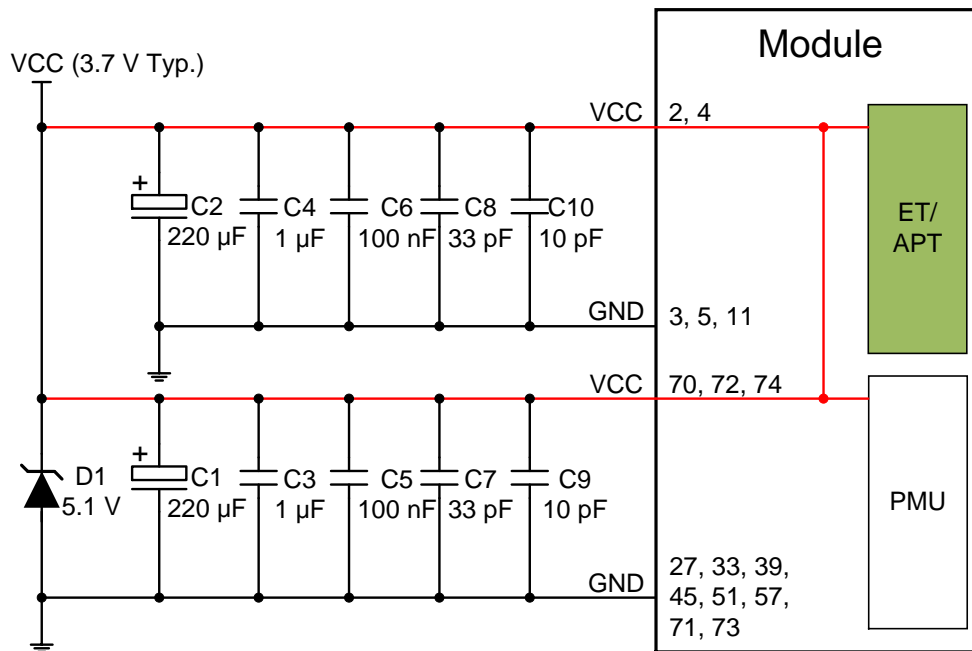 Module
VCC (3.7 V Typ.)
VCC
2, 4
+
C2
220 µF
C4
1 µF
C6
100 nF
C8
33 pF
C10
10 pF
ET/
APT
GND
3, 5, 11
VCC
70, 72, 74
D1
5.1 V
+
C1
220 µF
C3
1 µF
C5
100 nF
C7
33 pF
C9
10 pF
PMU
GND
27, 33, 39,
45, 51, 57,
71, 73